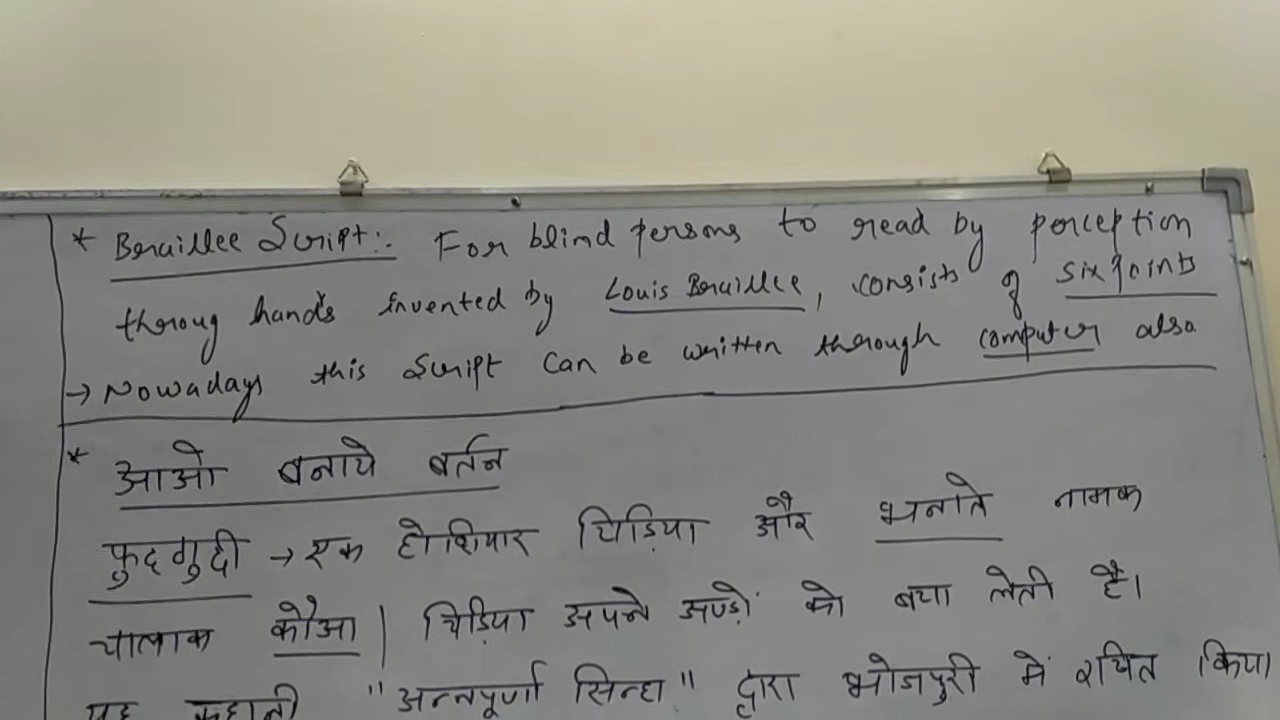 * Braillee Script:- For blind persons to read by perception
throug hands invented by Louis Braillee, consists of six points
→ Nowadays this Script can be written through computer also
* आओ बनाये बर्तन
फुदगुद्दी → एक होशियार चिड़िया और भनाते नामक
चालाक कौआ | चिड़िया अपने अण्डों को बचा लेती है।
यह कहानी "अन्नपूर्णा सिन्हा" द्वारा भोजपुरी में रचित किया